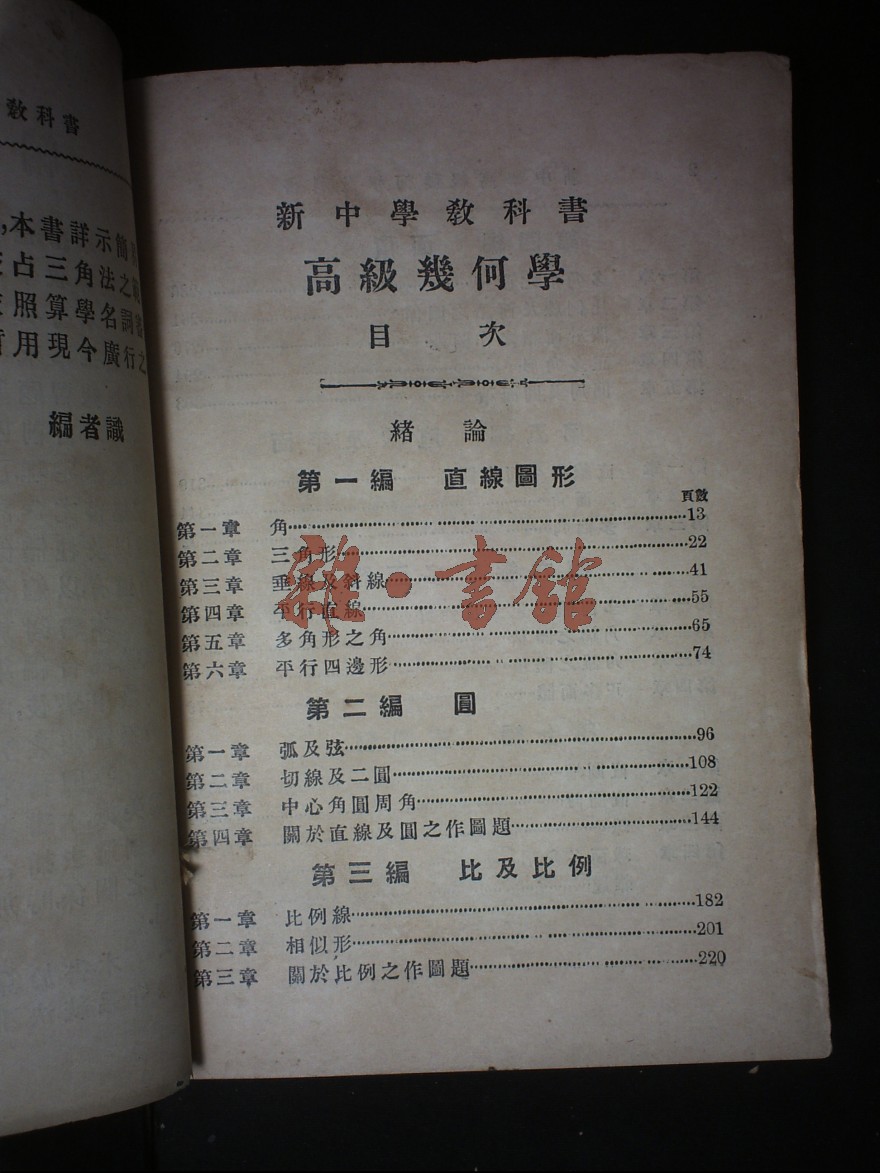 教科書
,本書詳示簡
占三角法之
照算學名詞
用現今廣行之
編者識
新中學教科書
高級幾何學
目 次
緒 論
第一編 直線圖形
頁數
第一章 角 13
第二章 三角形 22
第三章 垂線及斜線 41
第四章 平行直線 55
第五章 多角形之角 65
第六章 平行四邊形 74
第二編 圓
第一章 弧及弦 96
第二章 切線及二圓 108
第三章 中心角圓周角 122
第四章 關於直線及圓之作圖題 144
第三編 比及比例
第一章 比例線 182
第二章 相似形 201
第三章 關於比例之作圖題 220
雜·書館